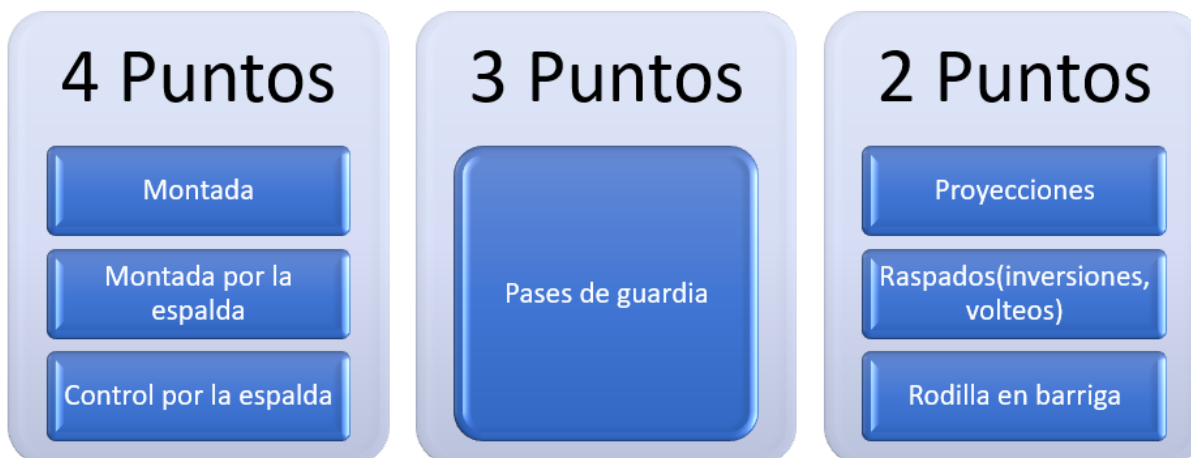 4 Puntos
Montada
Montada por la
espalda
Control por la espalda
3 Puntos
Pases de guardia
2 Puntos
Proyecciones
Raspados(inversiones,
volteos)
Rodilla en barriga